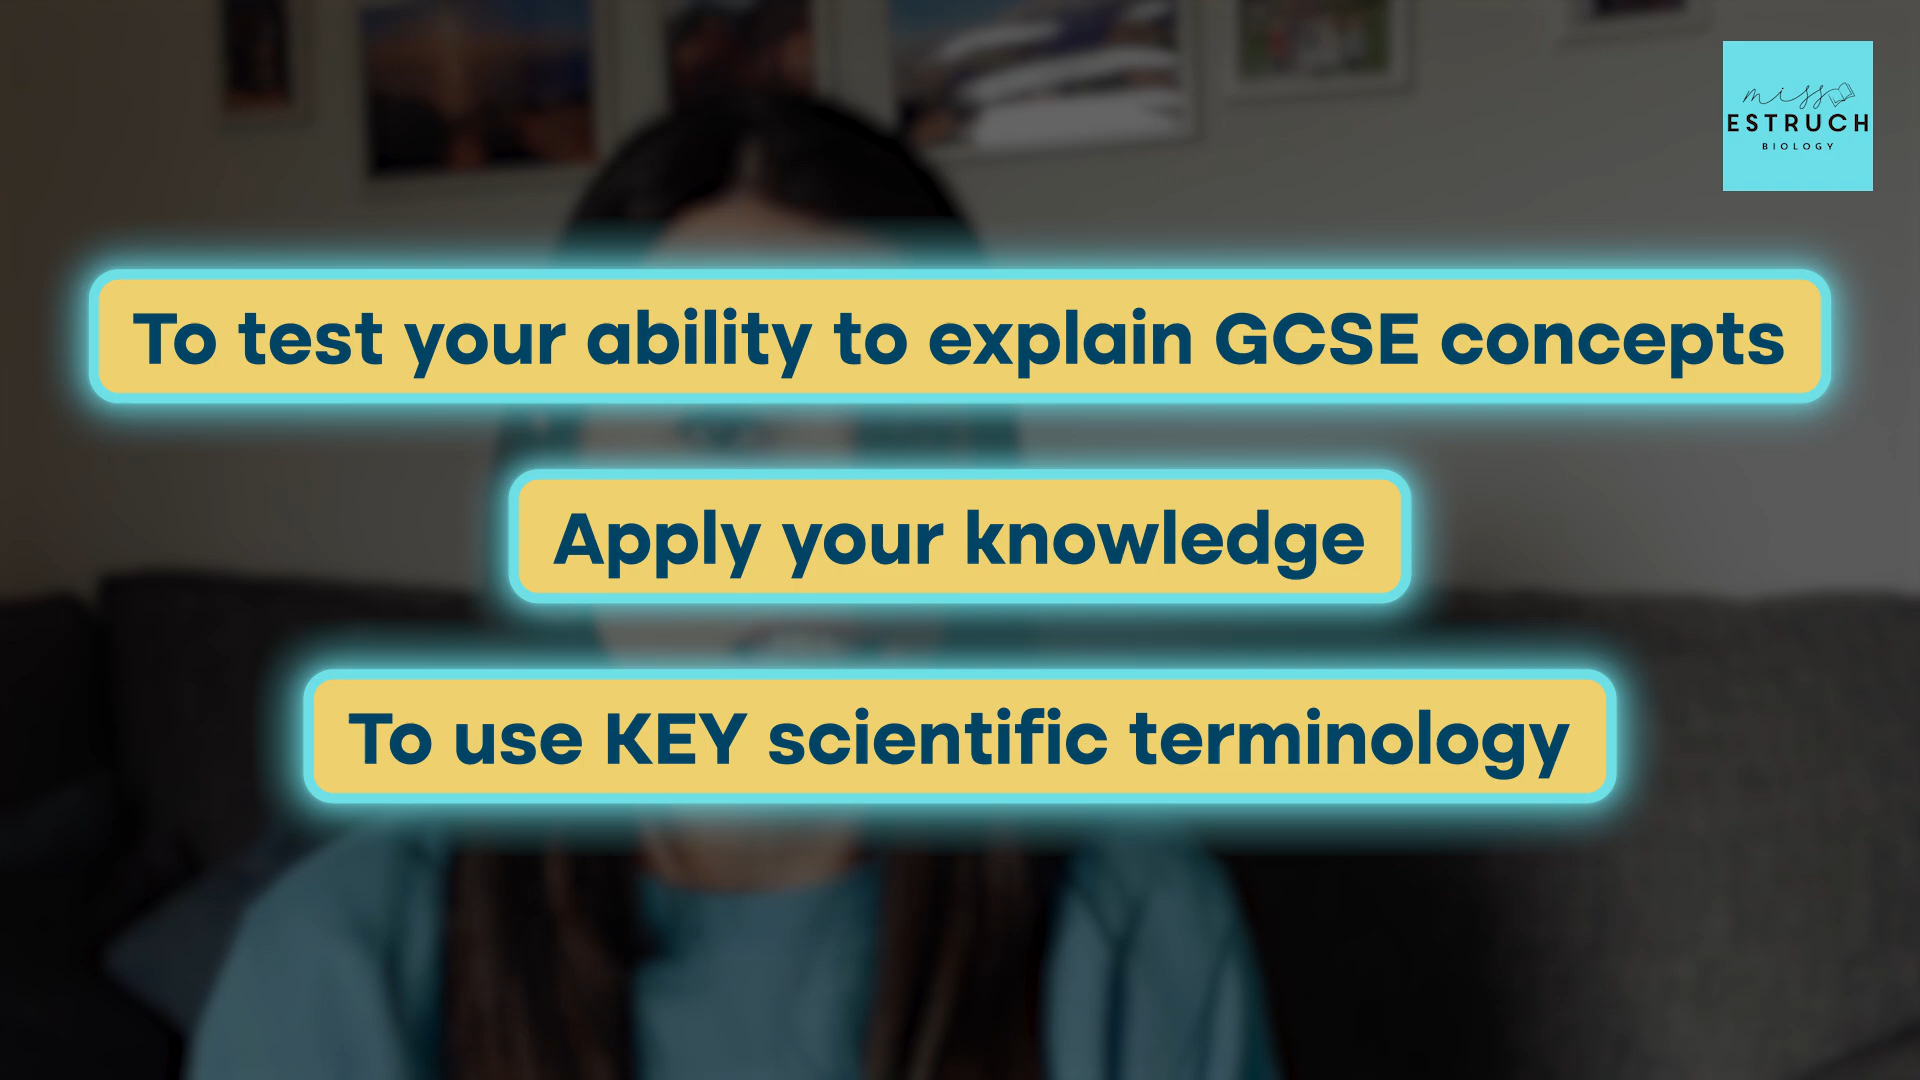 miss
ESTRUCH
BIOLOGY
To test your ability to explain GCSE concepts
Apply your knowledge
To use KEY scientific terminology